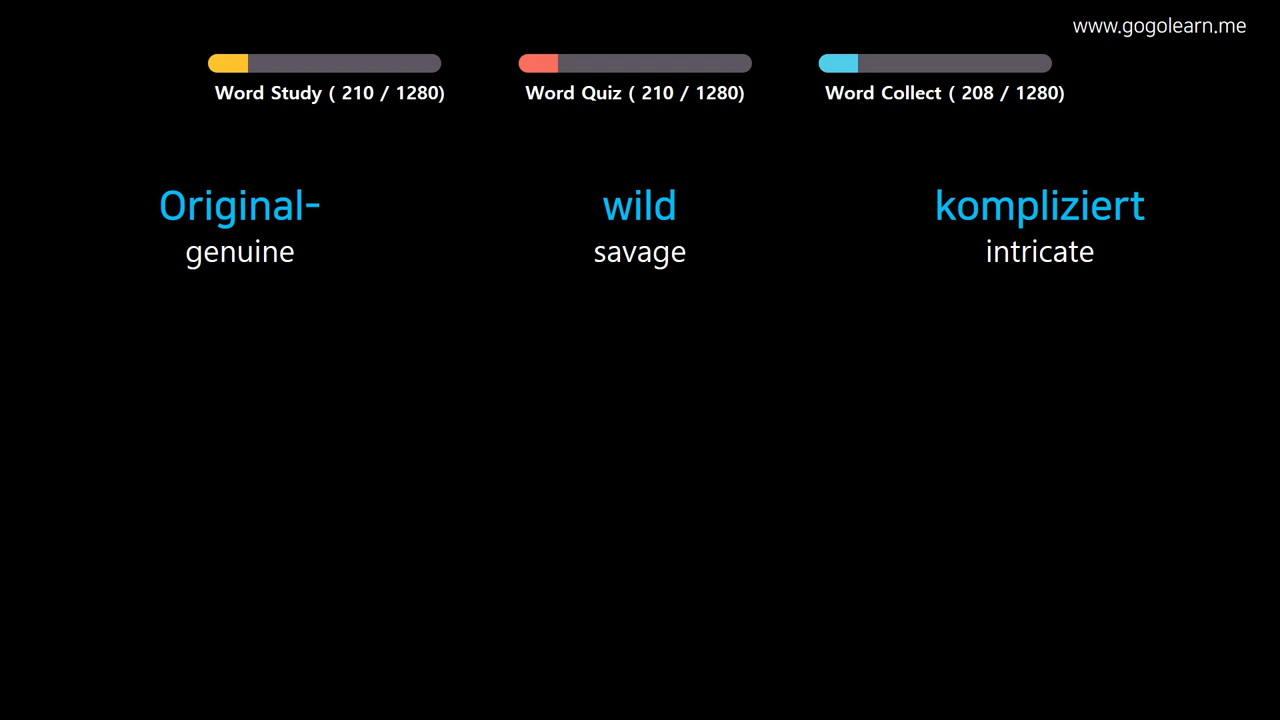 www.gogolearn.me
Word Study ( 210 / 1280)
Word Quiz ( 210 / 1280)
Word Collect ( 208 / 1280)
Original-
genuine
wild
savage
kompliziert
intricate